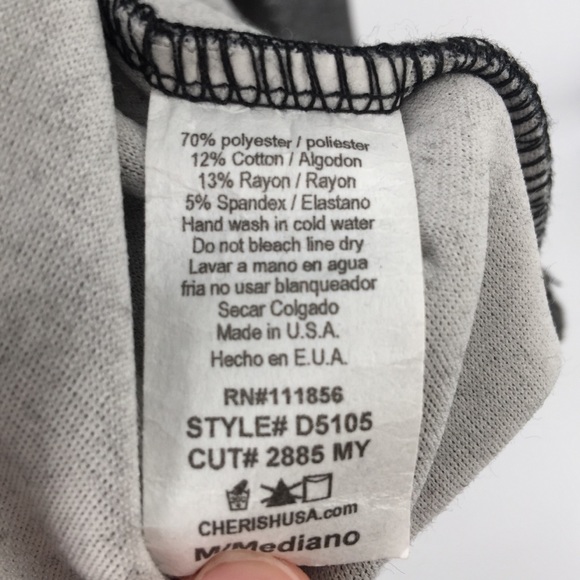 70% polyester / poliester
12% Cotton / Algodon
13% Rayon / Rayon
5% Spandex / Elastano
Hand wash in cold water
Do not bleach line dry
Lavar a mano en agua
fria no usar blanqueador
Secar Colgado
Made in U.S.A.
Hecho en E.U.A.
RN#111856
STYLE# D5105
CUT# 2885 MY
CHERISHUSA.com
M/Mediano